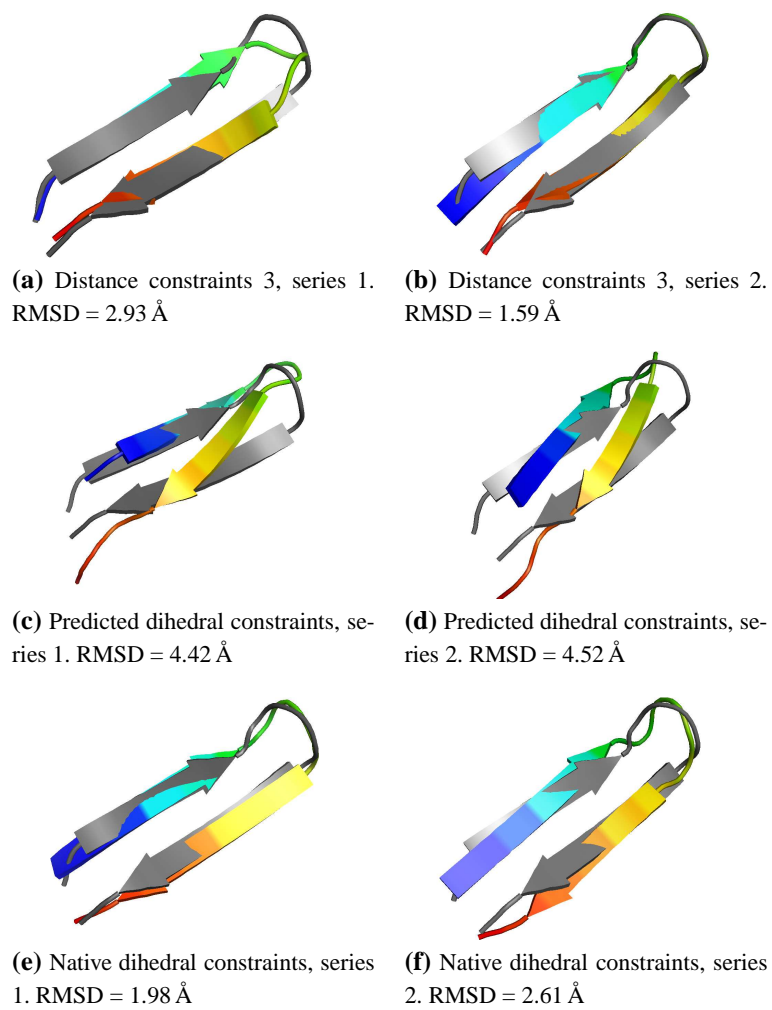 (a) Distance constraints 3, series 1.
RMSD = 2.93 Å
(b) Distance constraints 3, series 2.
RMSD = 1.59 Å
(c) Predicted dihedral constraints, se-
ries 1. RMSD = 4.42 Å
(d) Predicted dihedral constraints, se-
ries 2. RMSD = 4.52 Å
(e) Native dihedral constraints, series
1. RMSD = 1.98 Å
(f) Native dihedral constraints, series
2. RMSD = 2.61 Å